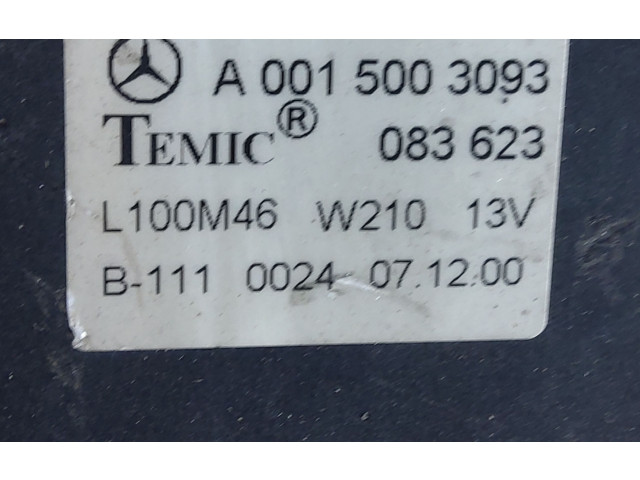 A 001 500 3093
TEMIC® 083 623
L100M46 W210 13V
B-111 0024 07.12.00